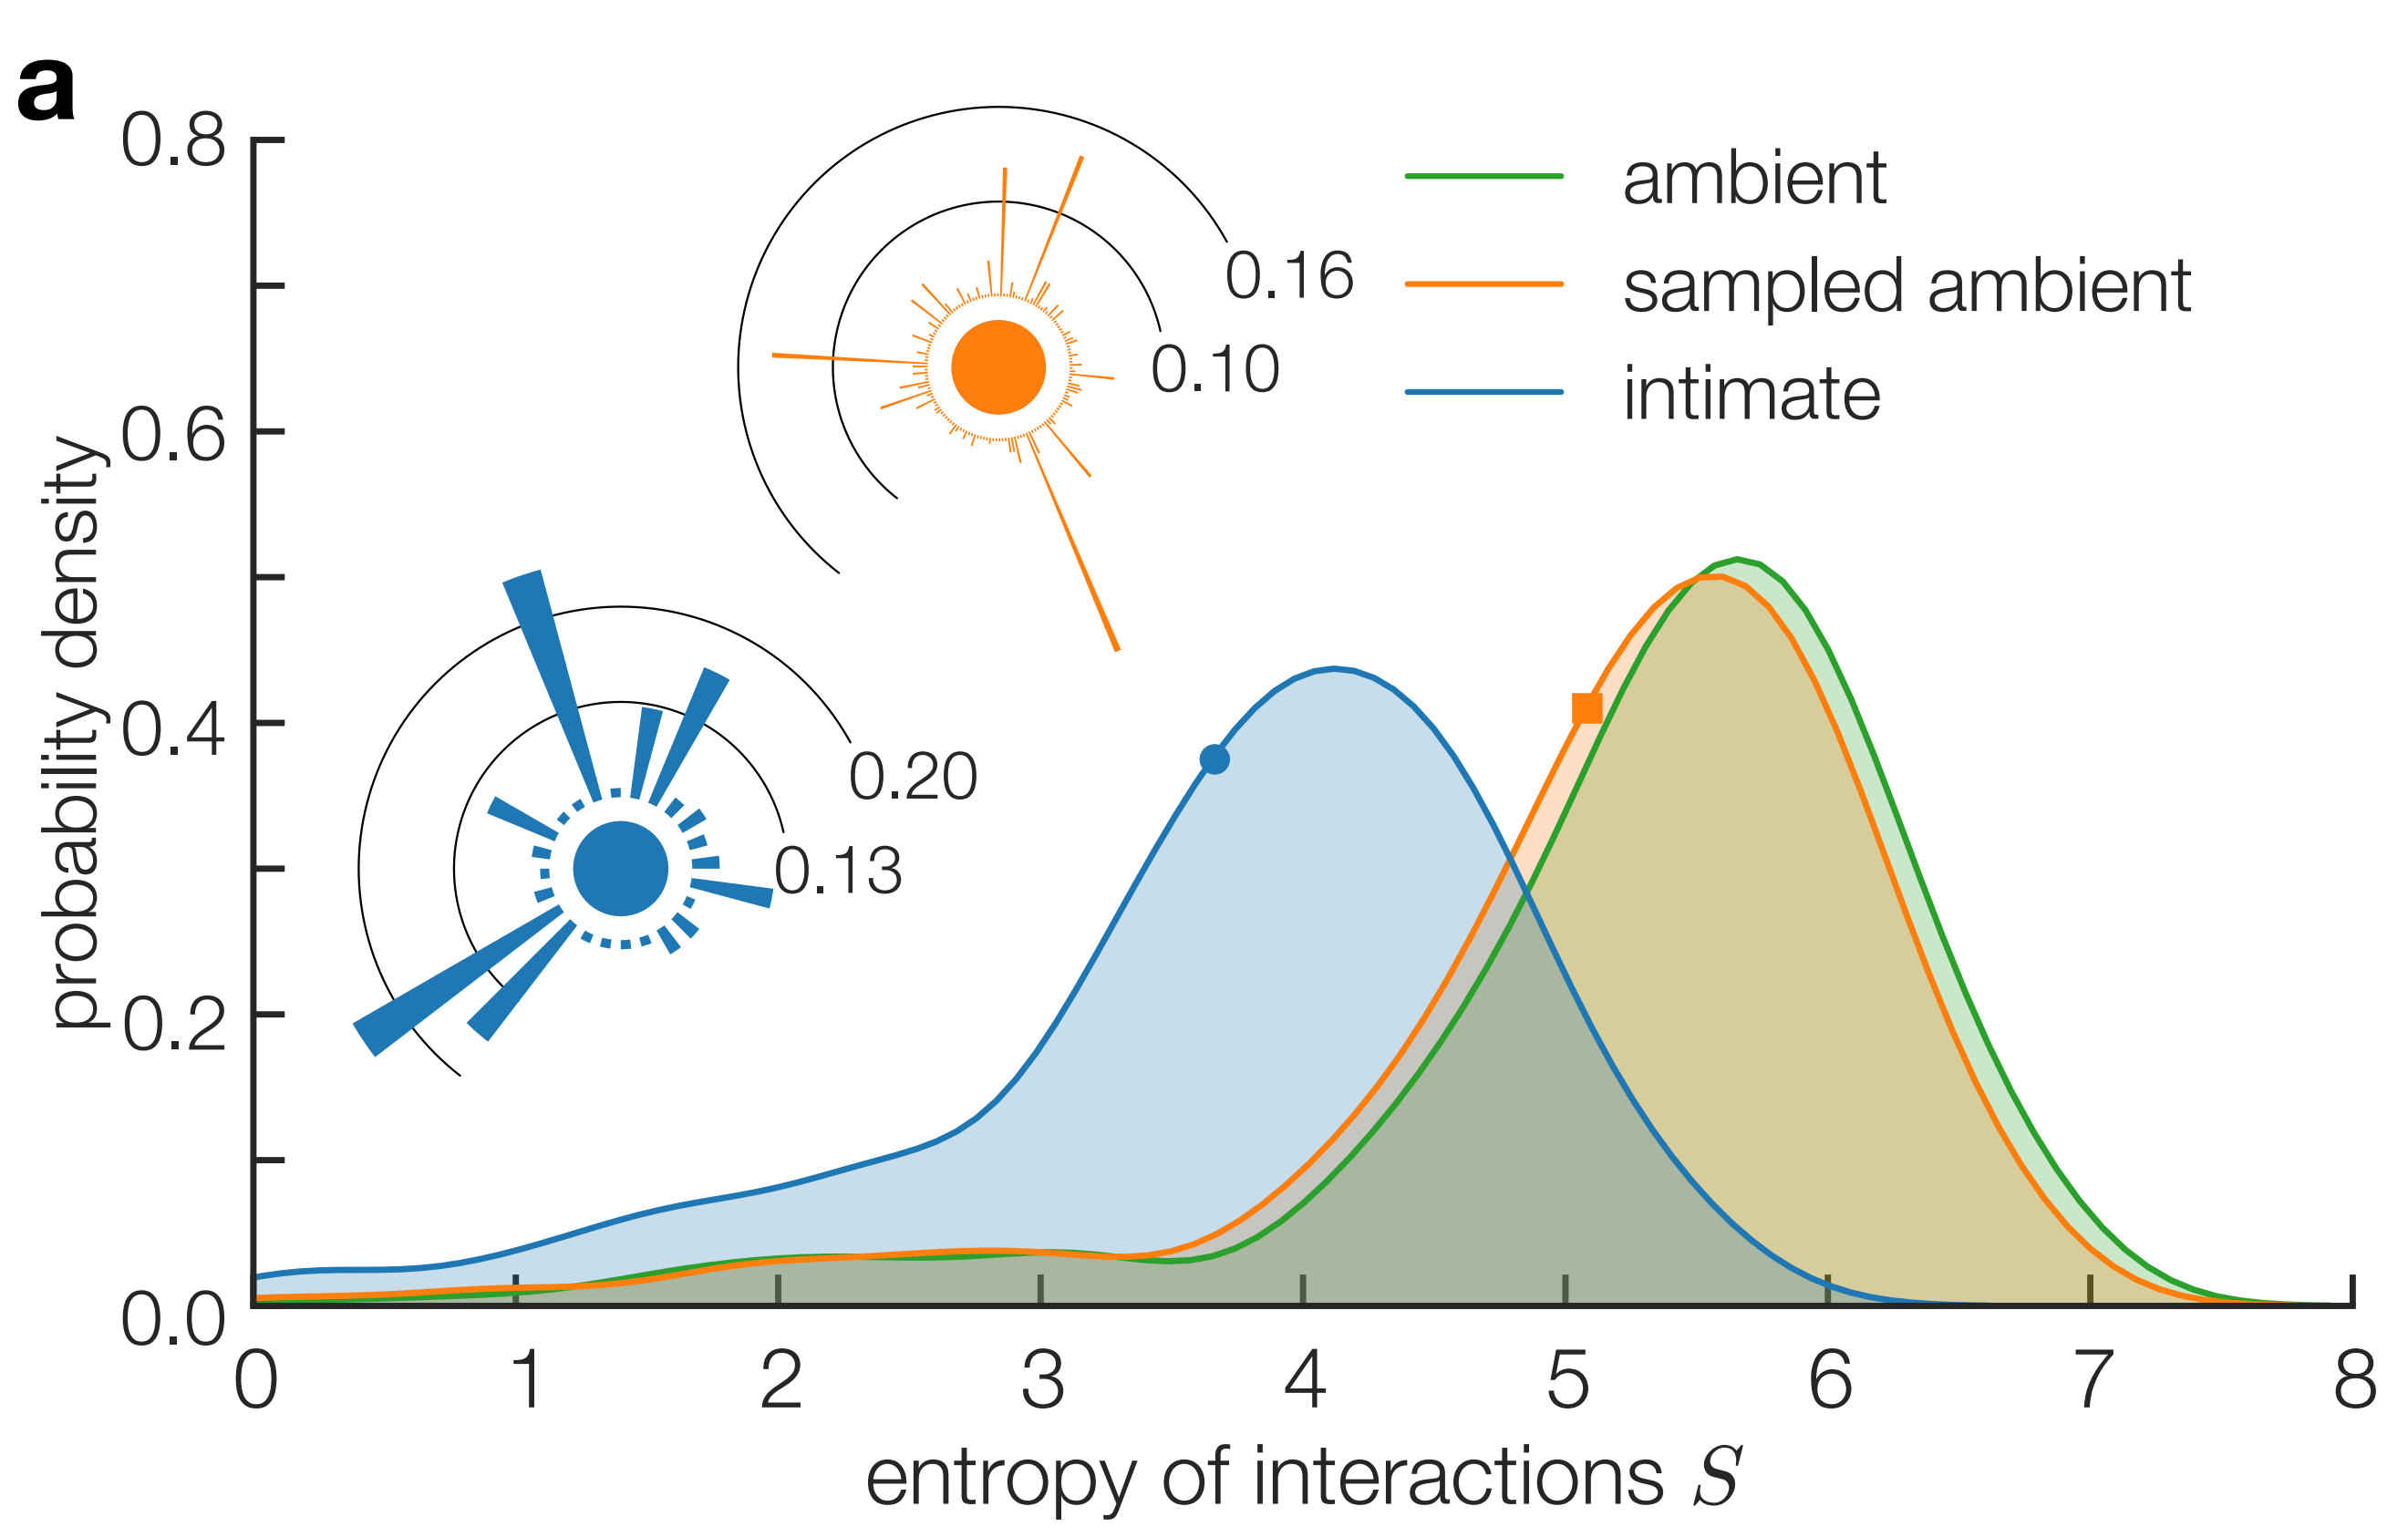 a
0.8
0.6
0.4
0.2
0.0
probability density
0.16
0.10
0.20
0.13
ambient
sampled ambient
intimate
0 1 2 3 4 5 6 7 8
entropy of interactions S